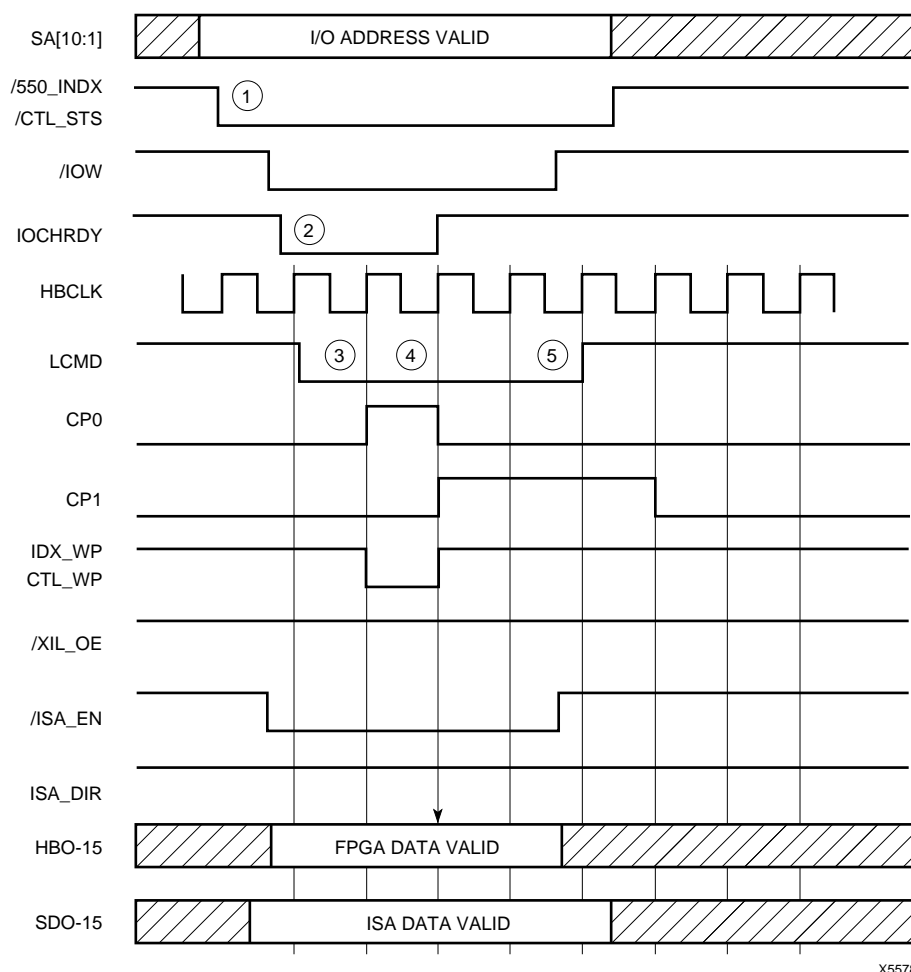 SA[10:1]
I/O ADDRESS VALID
/550_INDX
/CTL_STS
1
/IOW
IOCHRDY
2
HBCLK
LCMD
3
4
5
CP0
CP1
IDX_WP
CTL_WP
/XIL_OE
/ISA_EN
ISA_DIR
HBO-15
FPGA DATA VALID
SDO-15
ISA DATA VALID
X5578